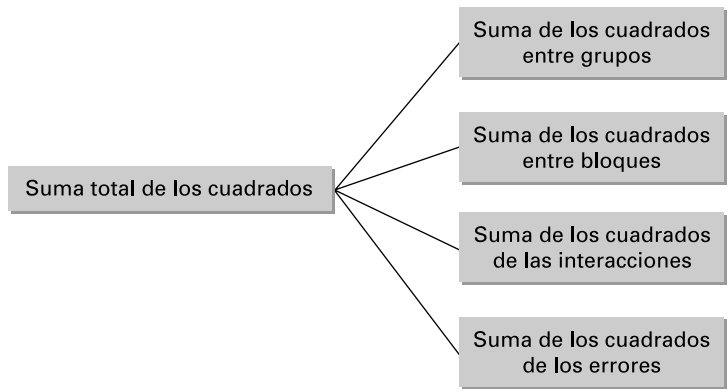 Suma de los cuadrados
entre grupos
Suma de los cuadrados
entre bloques
Suma total de los cuadrados
Suma de los cuadrados
de las interacciones
Suma de los cuadrados
de los errores